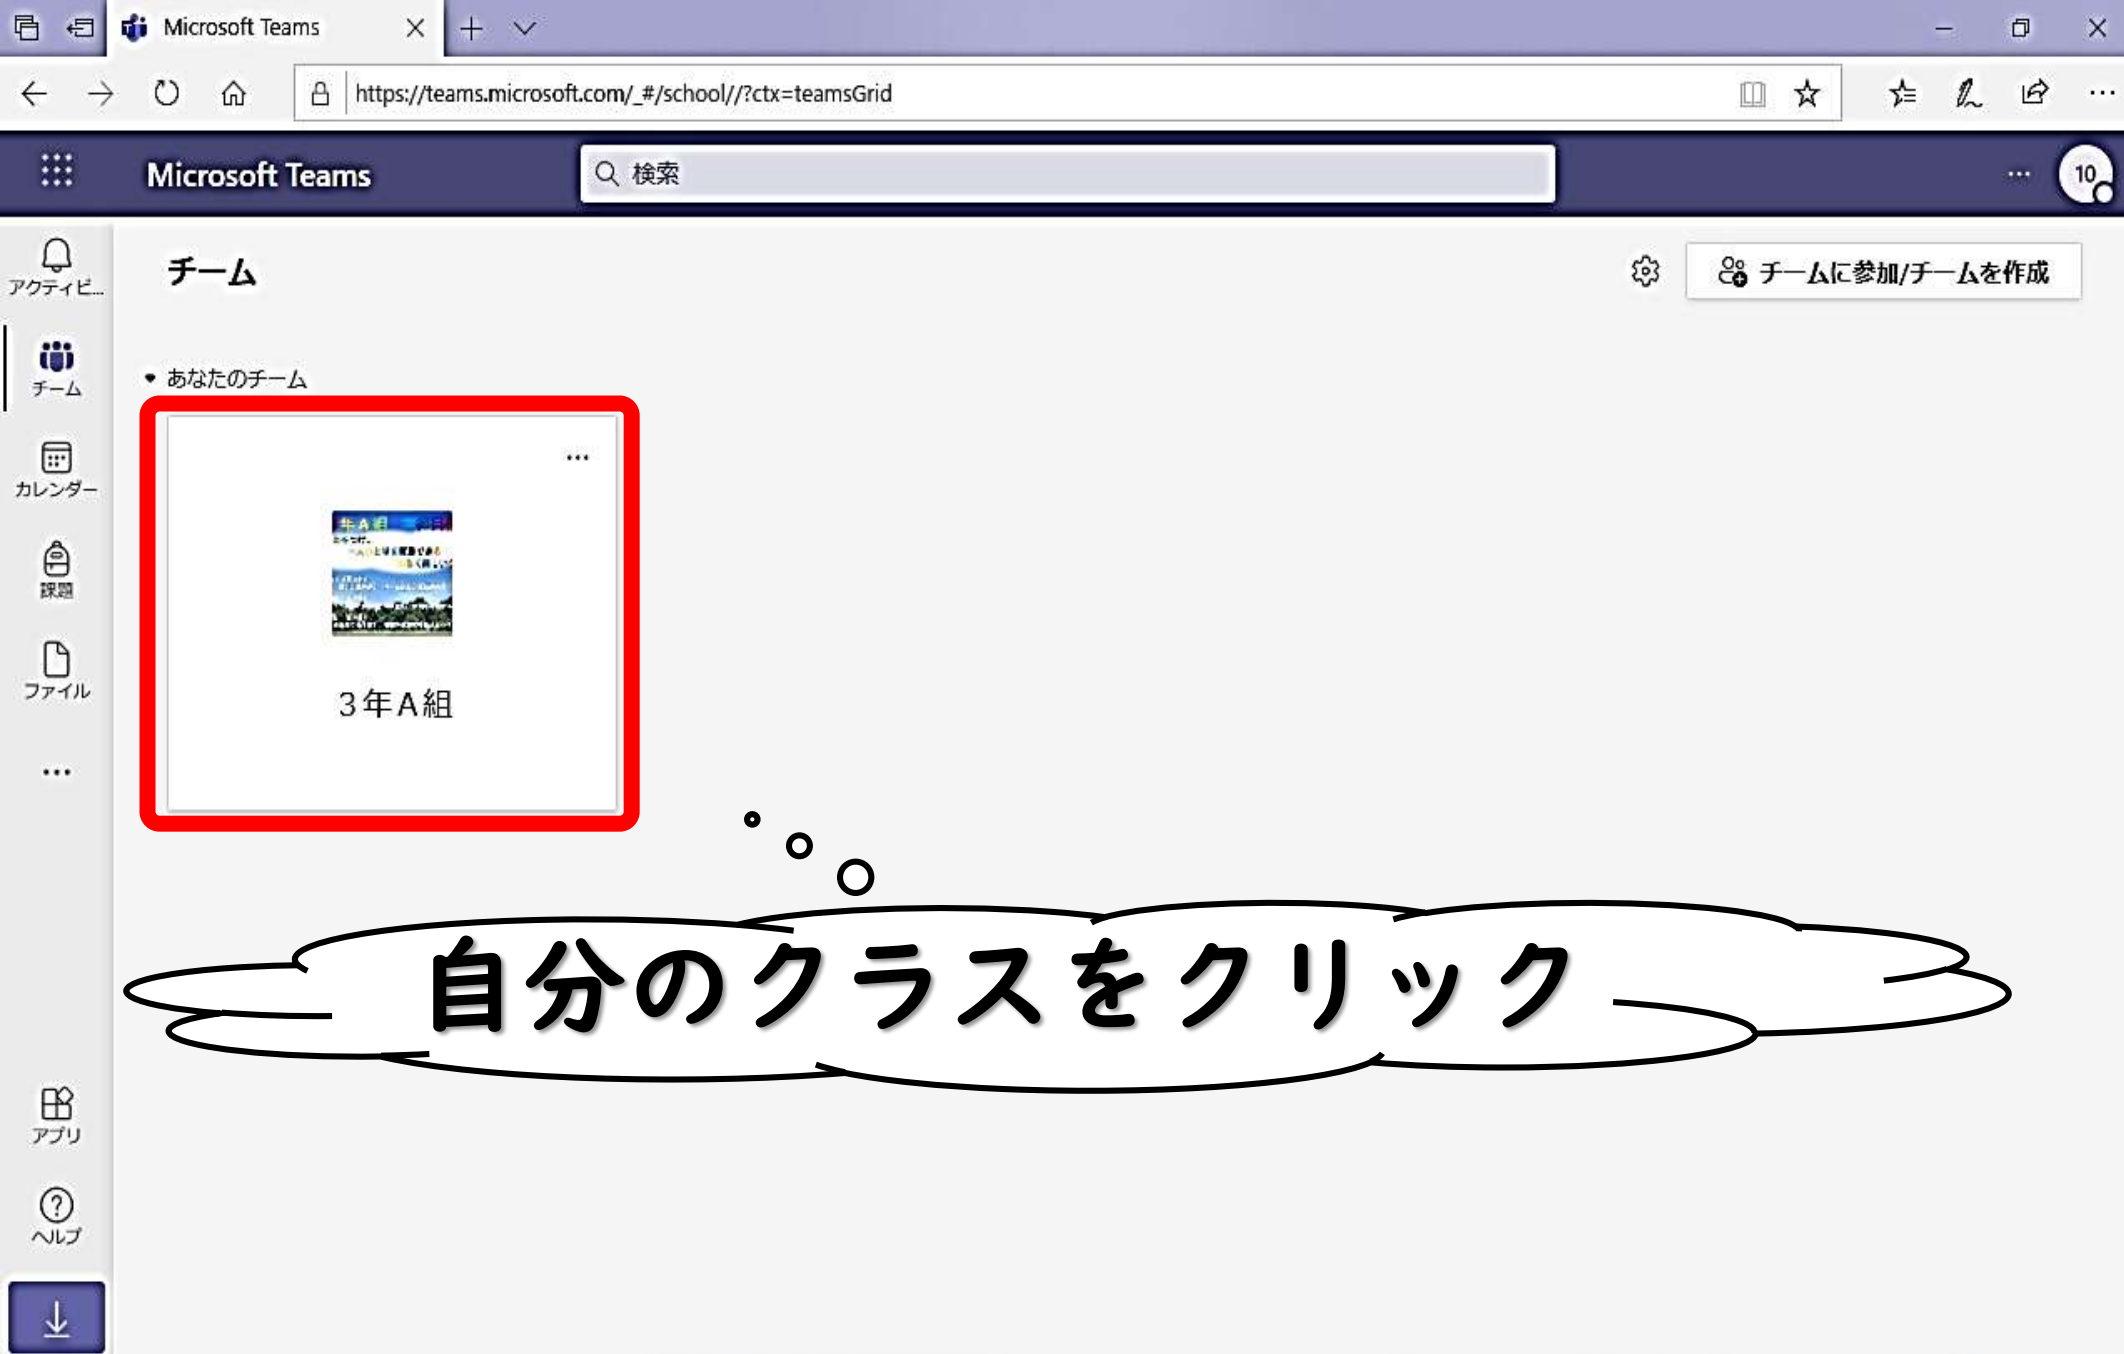 Microsoft Teams
https://teams.microsoft.com/_#/school//?ctx=teamsGrid
Microsoft Teams
検索
10
アクティビ...
チーム
チームに参加/チームを作成
チーム
あなたのチーム
カレンダー
課題
ファイル
3年A組
自分のクラスをクリック
アプリ
ヘルプ